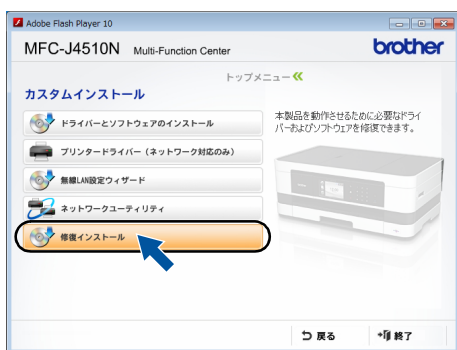 Adobe Flash Player 10
MFC-J4510N Multi-Function Center
brother
トップメニュー
カスタムインストール
ドライバーとソフトウェアのインストール
プリンタードライバー（ネットワーク対応のみ）
無線LAN設定ウィザード
ネットワークユーティリティ
修復インストール
本製品を動作させるために必要なドライ
バーおよびソフトウェアを修復できます。
戻る
終了